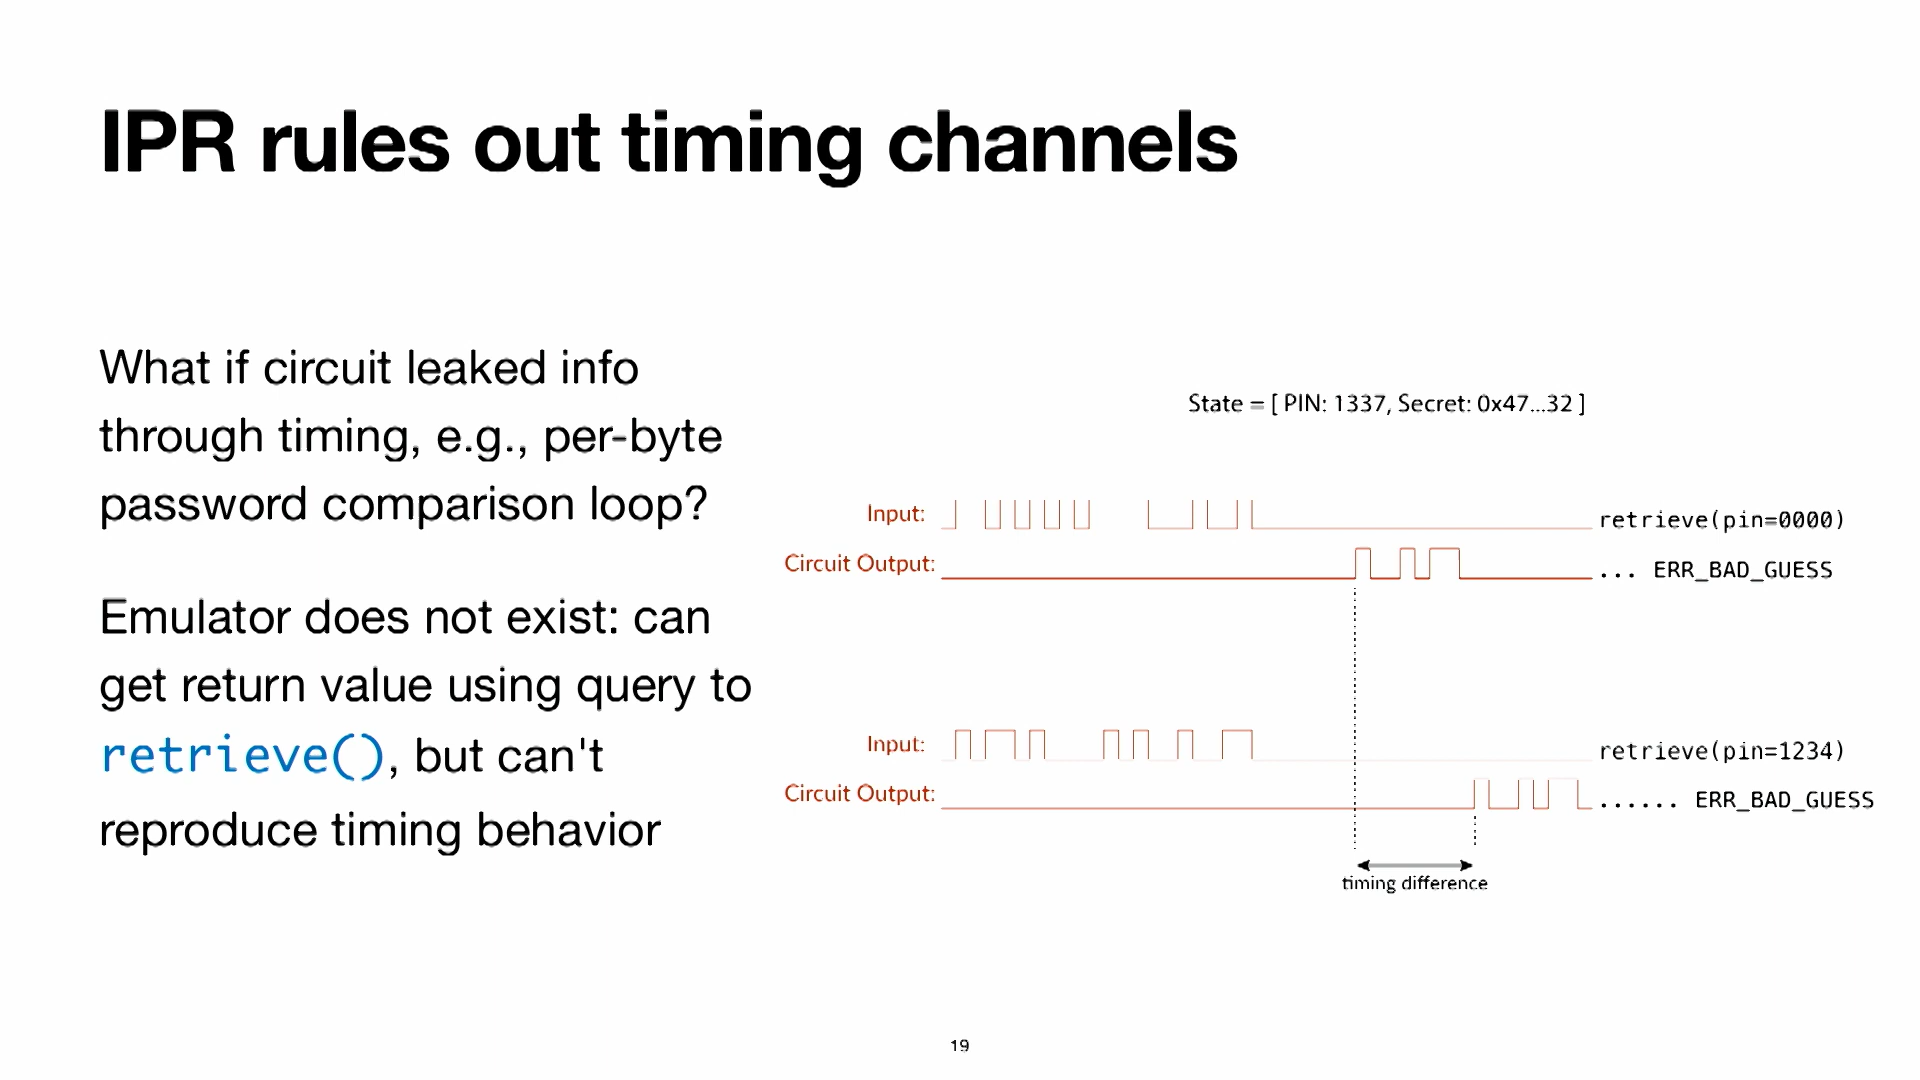 IPR rules out timing channels
What if circuit leaked info
through timing, e.g., per-byte
password comparison loop?
Emulator does not exist: can
get return value using query to
retrieve(), but can't
reproduce timing behavior
State = [ PIN: 1337, Secret: 0x47...32 ]
Input:
retrieve(pin=0000)
Circuit Output:
... ERR_BAD_GUESS
Input:
retrieve(pin=1234)
Circuit Output:
...... ERR_BAD_GUESS
timing difference
19